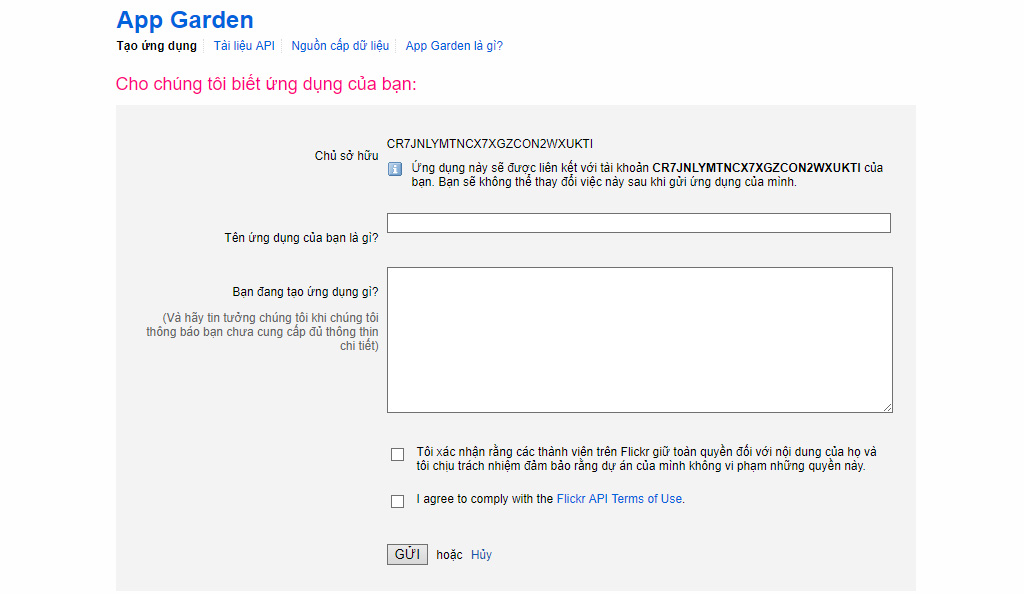 App Garden
Tạo ứng dụng Tài liệu API Nguồn cấp dữ liệu App Garden là gì?
Cho chúng tôi biết ứng dụng của bạn:
Chủ sở hữu
CR7JNLYMTNCX7XGZCON2WXUKTI
Ứng dụng này sẽ được liên kết với tài khoản CR7JNLYMTNCX7XGZCON2WXUKTI của
bạn. Bạn sẽ không thể thay đổi việc này sau khi gửi ứng dụng của mình.
Tên ứng dụng của bạn là gì?
Bạn đang tạo ứng dụng gì?
(Và hãy tin tưởng chúng tôi khi chúng tôi
thông báo bạn chưa cung cấp đủ thông thin
chi tiết)
Tôi xác nhận rằng các thành viên trên Flickr giữ toàn quyền đối với nội dung của họ và
tôi chịu trách nhiệm đảm bảo rằng dự án của mình không vi phạm những quyền này.
I agree to comply with the Flickr API Terms of Use.
GỬI hoặc Hủy